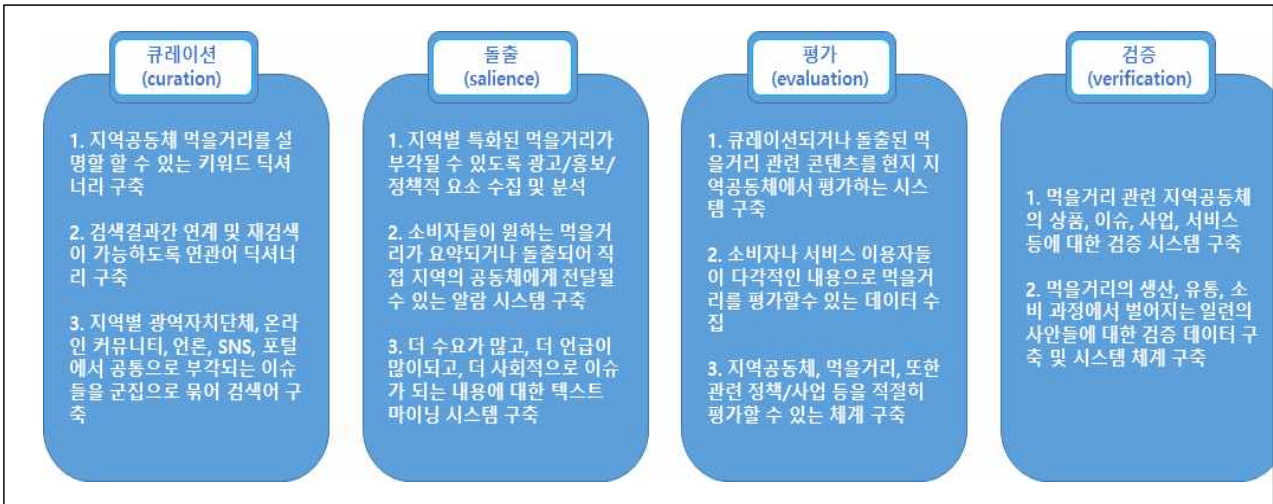 큐레이션
(curation)
1. 지역공동체 먹을거리를 설
명할 할 수 있는 키워드 딕셔
너리 구축
2. 검색결과간 연계 및 재검색
이 가능하도록 연관어 딕셔너
리 구축
3. 지역별 광역자치단체, 온라
인 커뮤니티, 언론, SNS, 포털
에서 공통으로 부각되는 이슈
들을 군집으로 묶어 검색어 구
축
돌출
(salience)
1. 지역별 특화된 먹을거리가
부각될 수 있도록 광고/홍보/
정책적 요소 수집 및 분석
2. 소비자들이 원하는 먹을거
리가 요약되거나 돌출되어 직
접 지역의 공동체에게 전달될
수 있는 알람 시스템 구축
3. 더 수요가 많고, 더 언급이
많이되고, 더 사회적으로 이슈
가 되는 내용에 대한 텍스트
마이닝 시스템 구축
평가
(evaluation)
1. 큐레이션되거나 돌출된 먹
을거리 관련 콘텐츠를 현지 지
역공동체에서 평가하는 시스
템 구축
2. 소비자나 서비스 이용자들
이 다각적인 내용으로 먹을거
리를 평가할수 있는 데이터 수
집
3. 지역공동체, 먹을거리, 또한
관련 정책/사업 등을 적절히
평가할 수 있는 체계 구축
검증
(verification)
1. 먹을거리 관련 지역공동체
의 상품, 이슈, 사업, 서비스
등에 대한 검증 시스템 구축
2. 먹을거리의 생산, 유통, 소
비 과정에서 벌어지는 일련의
사안들에 대한 검증 데이터 구
축 및 시스템 체계 구축